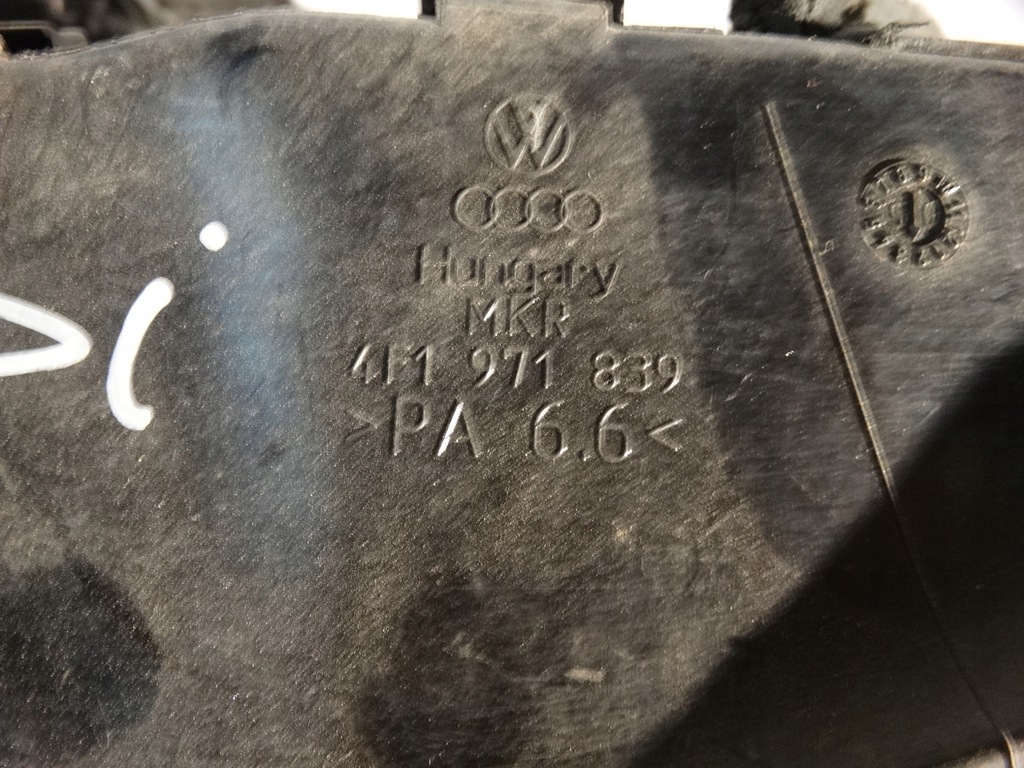 Hungary
MKR
4F1 971 839
>PA 6.6<